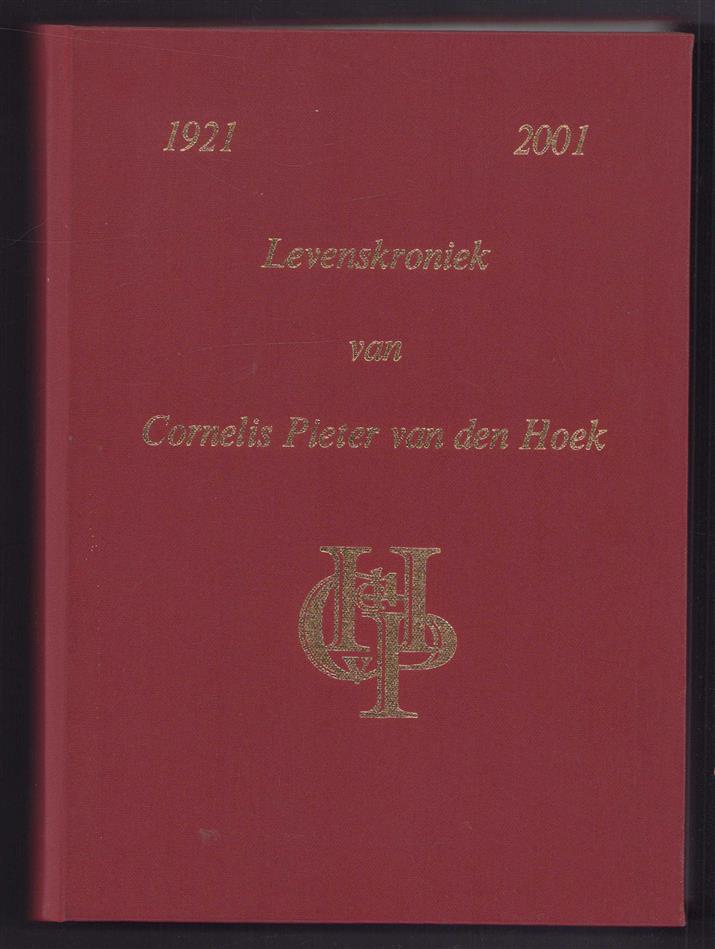 1921 2001
Levenskroniek
van
Cornelis Pieter van den Hoek